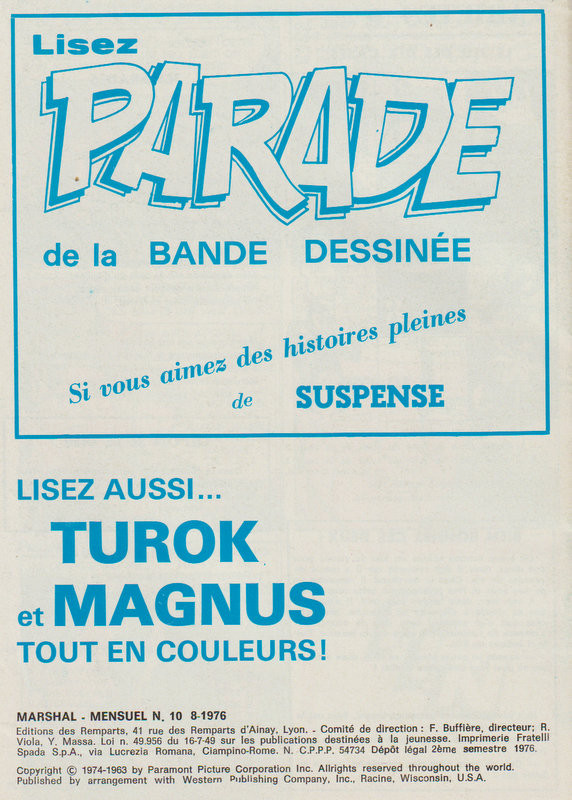 Lisez
PARADE
de la BANDE DESSINÉE
Si vous aimez des histoires pleines
de SUSPENSE
LISEZ AUSSI...
TUROK
et MAGNUS
TOUT EN COULEURS!
MARSHAL - MENSUEL N. 10 8-1976
Editions des Remparts, 41 rue des Remparts d'Ainay, Lyon. - Comité de direction : F. Buffière, directeur; R.
Viola, Y. Massa. Loi n. 49.956 du 16-7-49 sur les publications destinées à la jeunesse. Imprimerie Fratelli
Spada S.p.A., via Lucrezia Romana, Ciampino-Rome. N. C.P.P.P. 54734 Dépôt légal 2ème semestre 1976.
Copyright © 1974-1963 by Paramont Picture Corporation Inc. Allrights reserved throughout the world.
Published by arrangement with Western Publishing Company, Inc., Racine, Wisconsin, U.S.A.